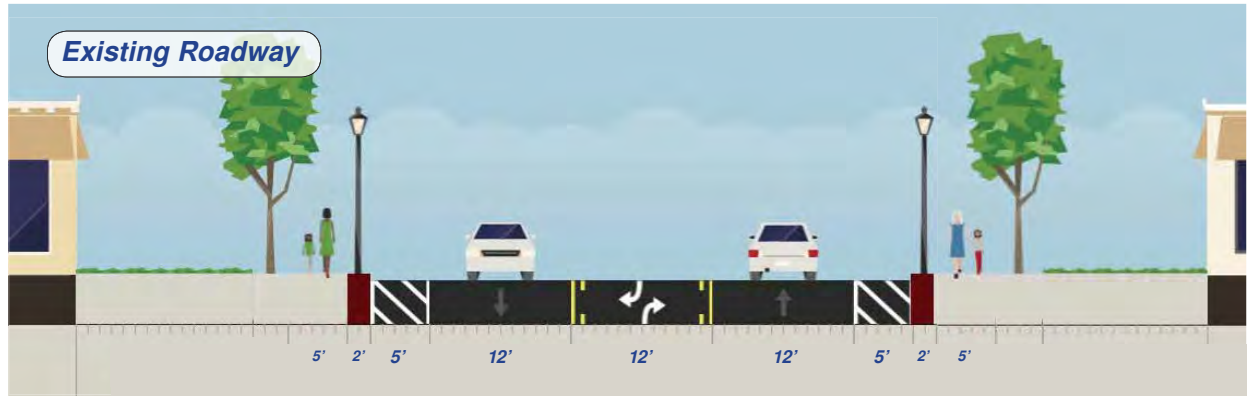 Existing Roadway
5’ 2’ 5’ 12’ 12’ 12’ 5’ 2’ 5’